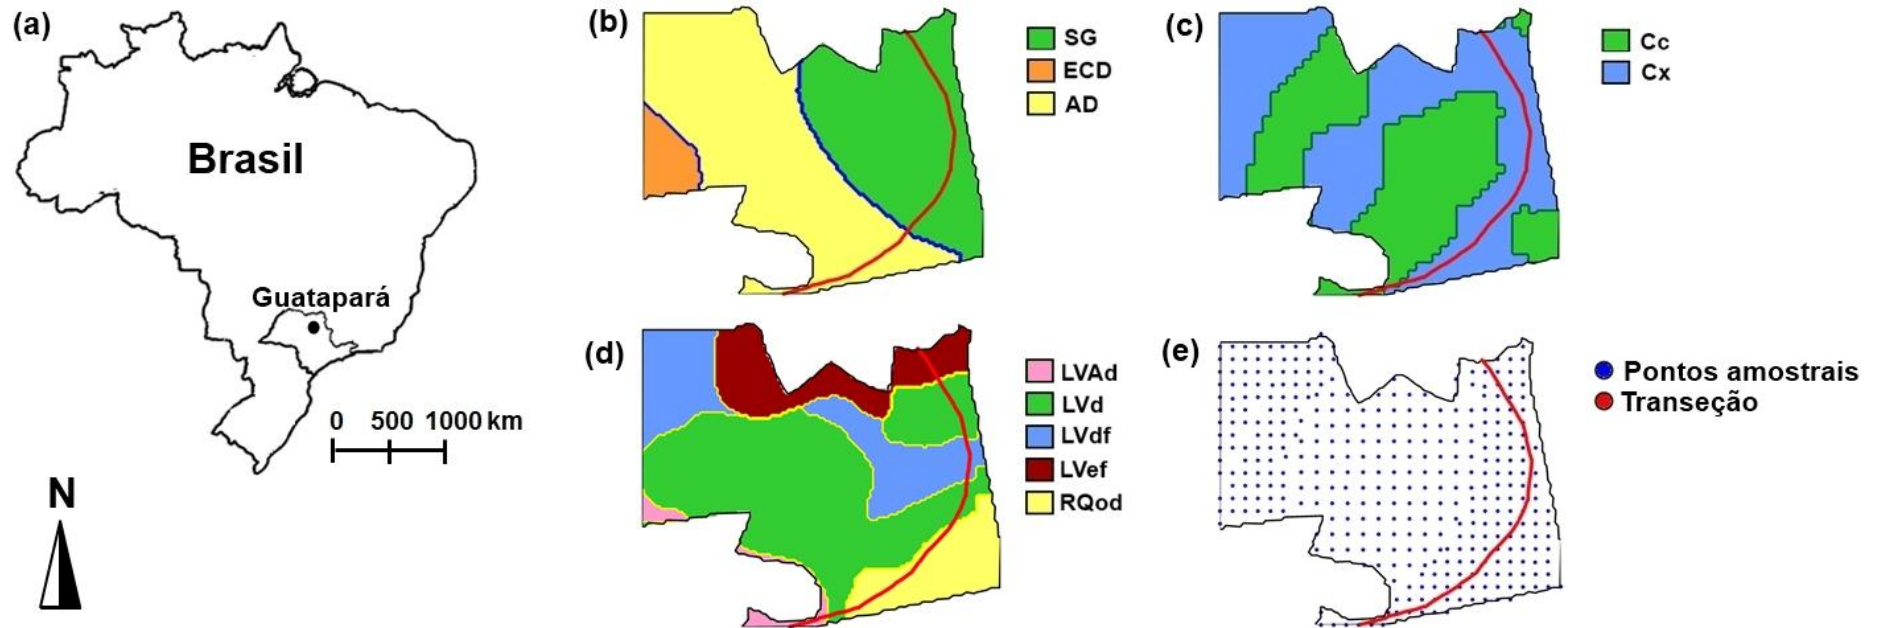 (a)
Brasil
Guatapará
0 500 1000 km
N
(b)
SG
ECD
AD
(c)
Cc
Cx
(d)
LVAd
LVd
LVdf
LVef
RQod
(e)
Pontos amostrais
Transeção